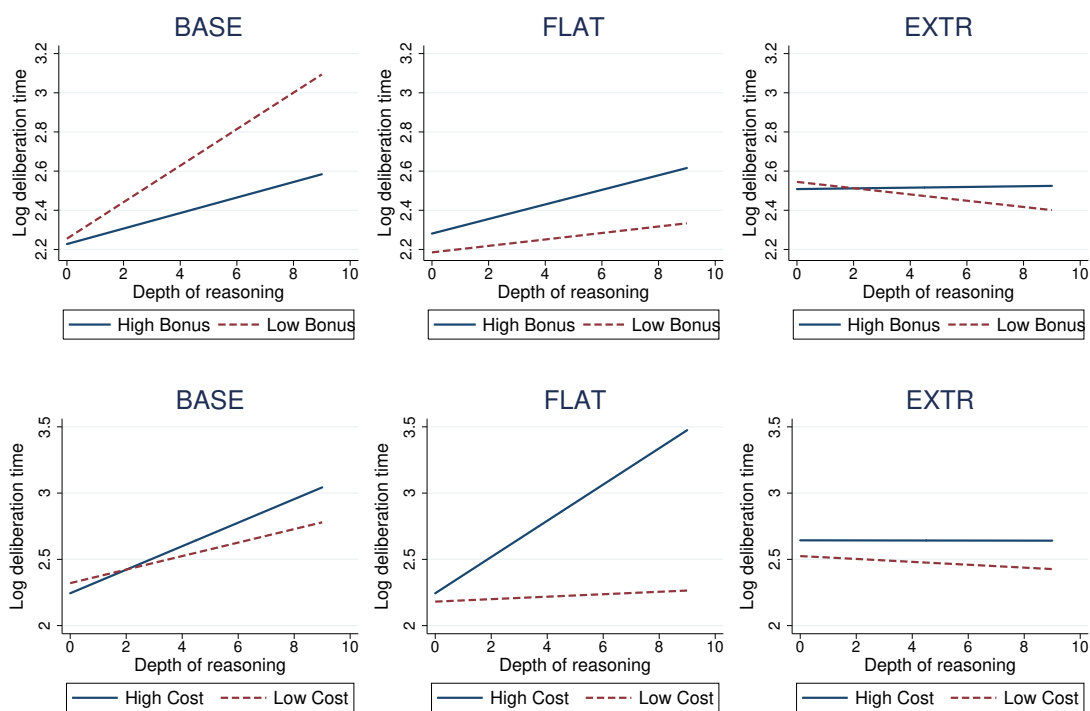 BASE
FLAT
EXTR
Log deliberation time
2.2 2.4 2.6 2.8 3 3.2
0 2 4 6 8 10
Depth of reasoning
High Bonus Low Bonus
Log deliberation time
2.2 2.4 2.6 2.8 3 3.2
0 2 4 6 8 10
Depth of reasoning
High Bonus Low Bonus
Log deliberation time
2.2 2.4 2.6 2.8 3 3.2
0 2 4 6 8 10
Depth of reasoning
High Bonus Low Bonus
BASE
FLAT
EXTR
Log deliberation time
2 2.5 3 3.5
0 2 4 6 8 10
Depth of reasoning
High Cost Low Cost
Log deliberation time
2 2.5 3 3.5
0 2 4 6 8 10
Depth of reasoning
High Cost Low Cost
Log deliberation time
2 2.5 3 3.5
0 2 4 6 8 10
Depth of reasoning
High Cost Low Cost